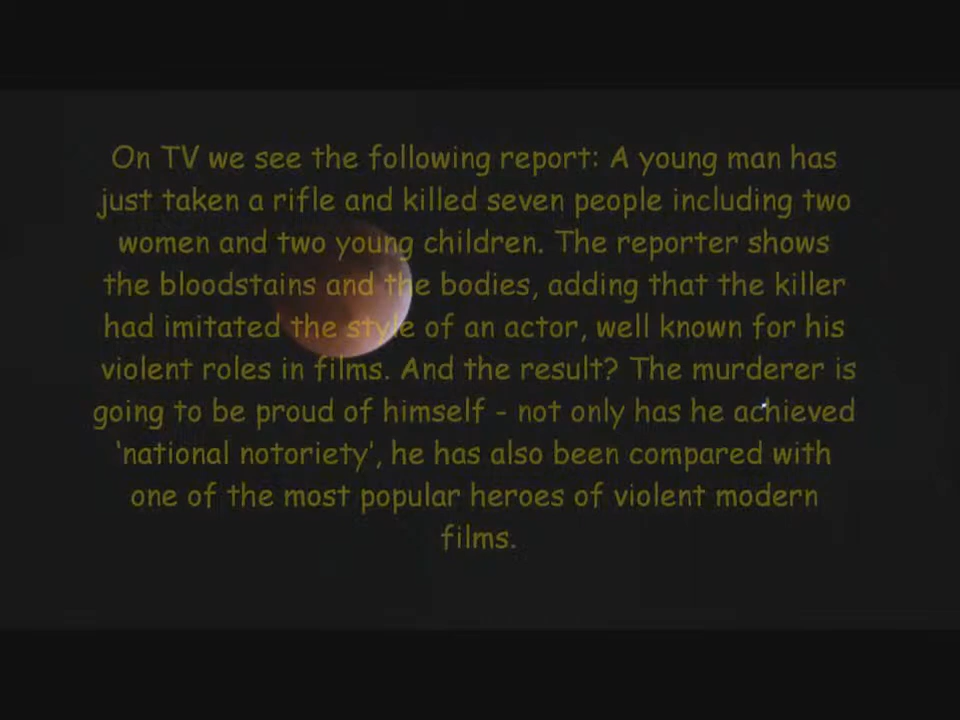 On TV we see the following report: A young man has
just taken a rifle and killed seven people including two
women and two young children. The reporter shows
the bloodstains and the bodies, adding that the killer
had imitated the style of an actor, well known for his
violent roles in films. And the result? The murderer is
going to be proud of himself - not only has he achieved
‘national notoriety’, he has also been compared with
one of the most popular heroes of violent modern
films.